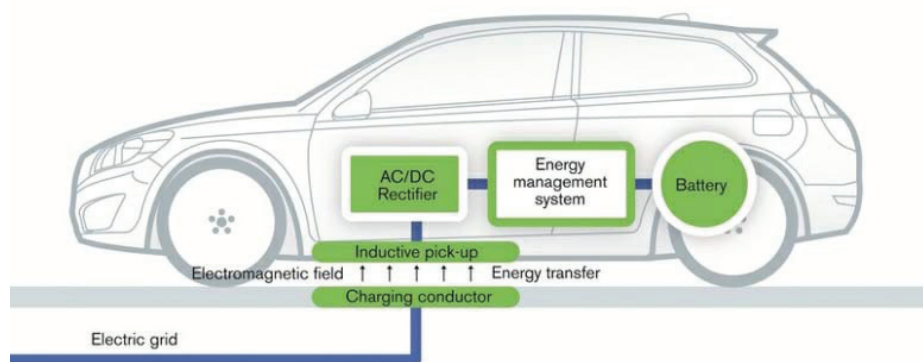 AC/DC
Rectifier
Energy
management
system
Battery
Inductive pick-up
Electromagnetic field
Energy transfer
Charging conductor
Electric grid